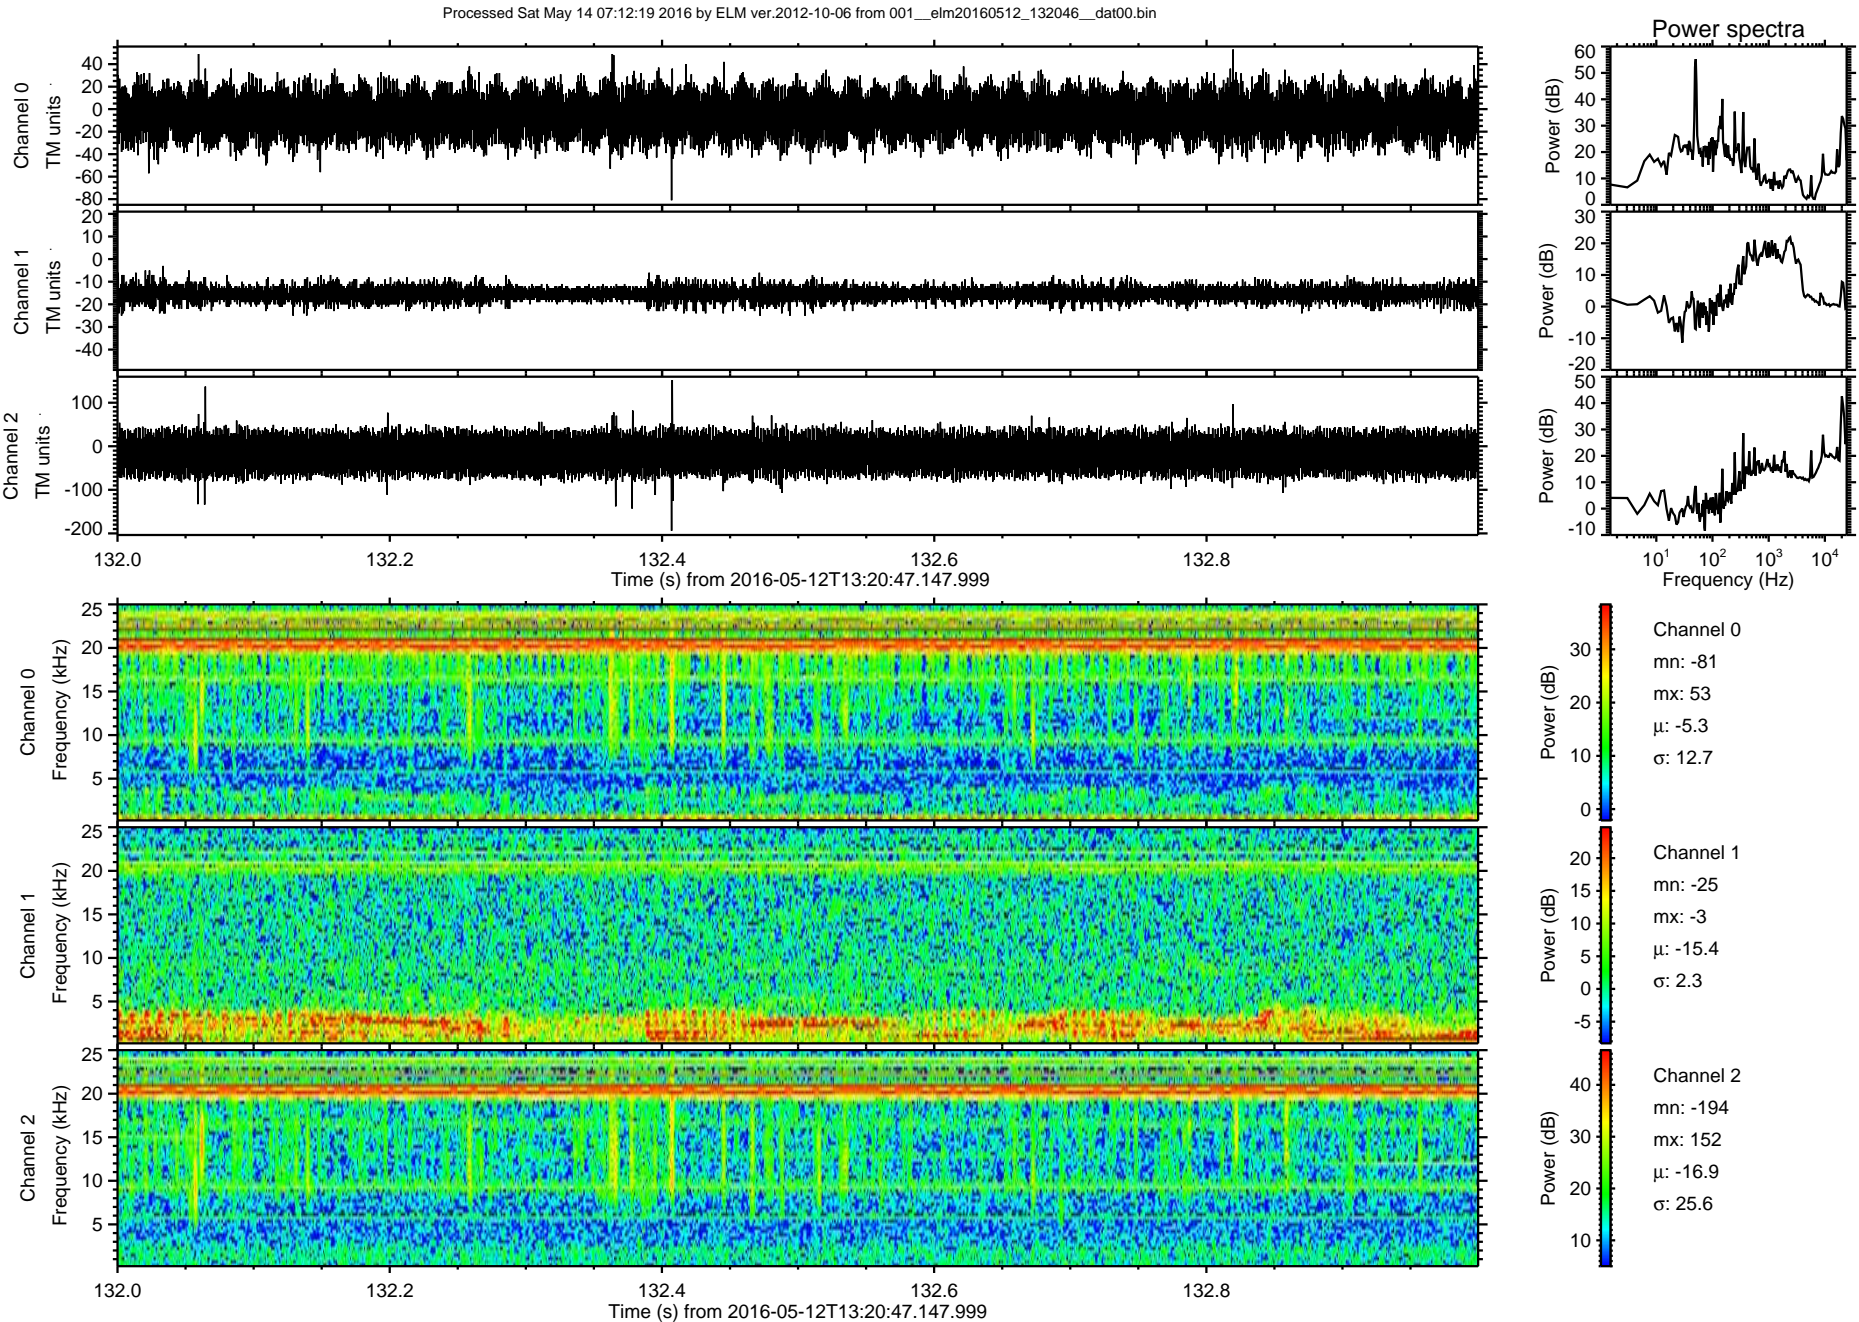 Processed Sat May 14 07:12:19 2016 by ELM ver.2012-10-06 from 001__elm20160512_132046__dat00.bin
Power spectra
Channel 0
TM units
40
20
0
-20
-40
-60
-80
Power (dB)
60
50
40
30
20
10
0
Channel 1
TM units
20
10
0
-10
-20
-30
-40
Power (dB)
30
20
10
0
-10
-20
Channel 2
TM units
100
0
-100
-200
Power (dB)
50
40
30
20
10
0
-10
132.0 132.2 132.4 132.6 132.8
Time (s) from 2016-05-12T13:20:47.147.999
10^1 10^2 10^3 10^4
Frequency (Hz)
Channel 0
Frequency (kHz)
25
20
15
10
5
Power (dB)
30
20
10
0
Channel 0
mn: -81
mx: 53
μ: -5.3
σ: 12.7
Channel 1
Frequency (kHz)
25
20
15
10
5
Power (dB)
20
15
10
5
0
-5
Channel 1
mn: -25
mx: -3
μ: -15.4
σ: 2.3
Channel 2
Frequency (kHz)
25
20
15
10
5
Power (dB)
40
30
20
10
Channel 2
mn: -194
mx: 152
μ: -16.9
σ: 25.6
132.0 132.2 132.4 132.6 132.8
Time (s) from 2016-05-12T13:20:47.147.999